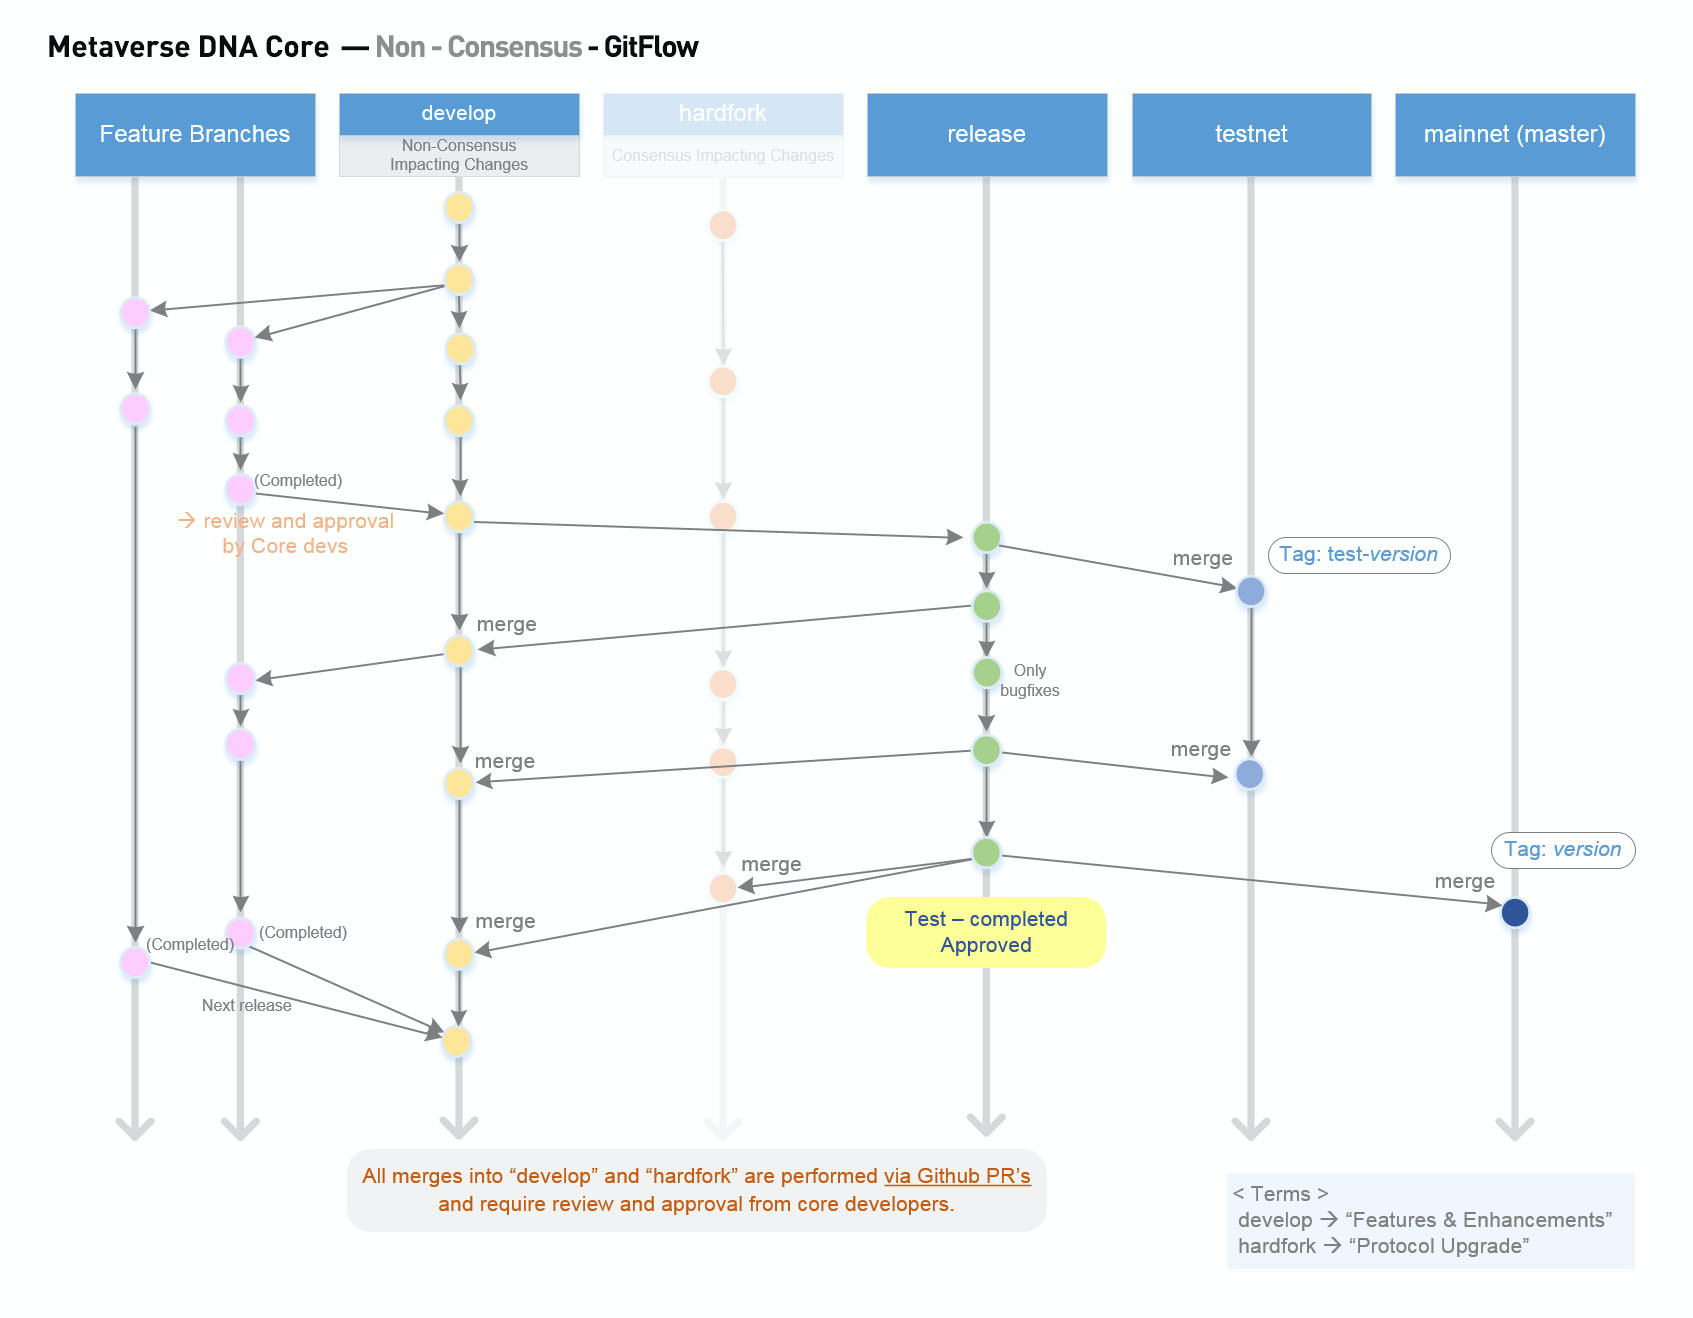 Metaverse DNA Core — Non - Consensus - GitFlow
Feature Branches
develop
Non-Consensus
Impacting Changes
hardfork
Consensus Impacting Changes
release
testnet
mainnet (master)
(Completed)
→ review and approval
by Core devs
merge
Tag: test-version
merge
Only
bugfixes
merge
merge
Tag: version
merge
merge
merge
Test – completed
Approved
(Completed)
(Completed)
Next release
All merges into “develop” and “hardfork” are performed via Github PR’s
and require review and approval from core developers.
< Terms >
develop → “Features & Enhancements”
hardfork → “Protocol Upgrade”